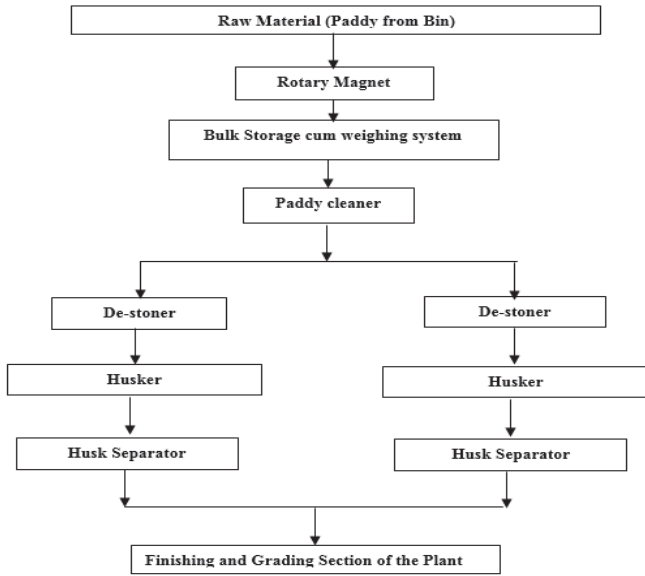 Raw Material (Paddy from Bin)
Rotary Magnet
Bulk Storage cum weighing system
Paddy cleaner
De-stoner
De-stoner
Husker
Husker
Husk Separator
Husk Separator
Finishing and Grading Section of the Plant